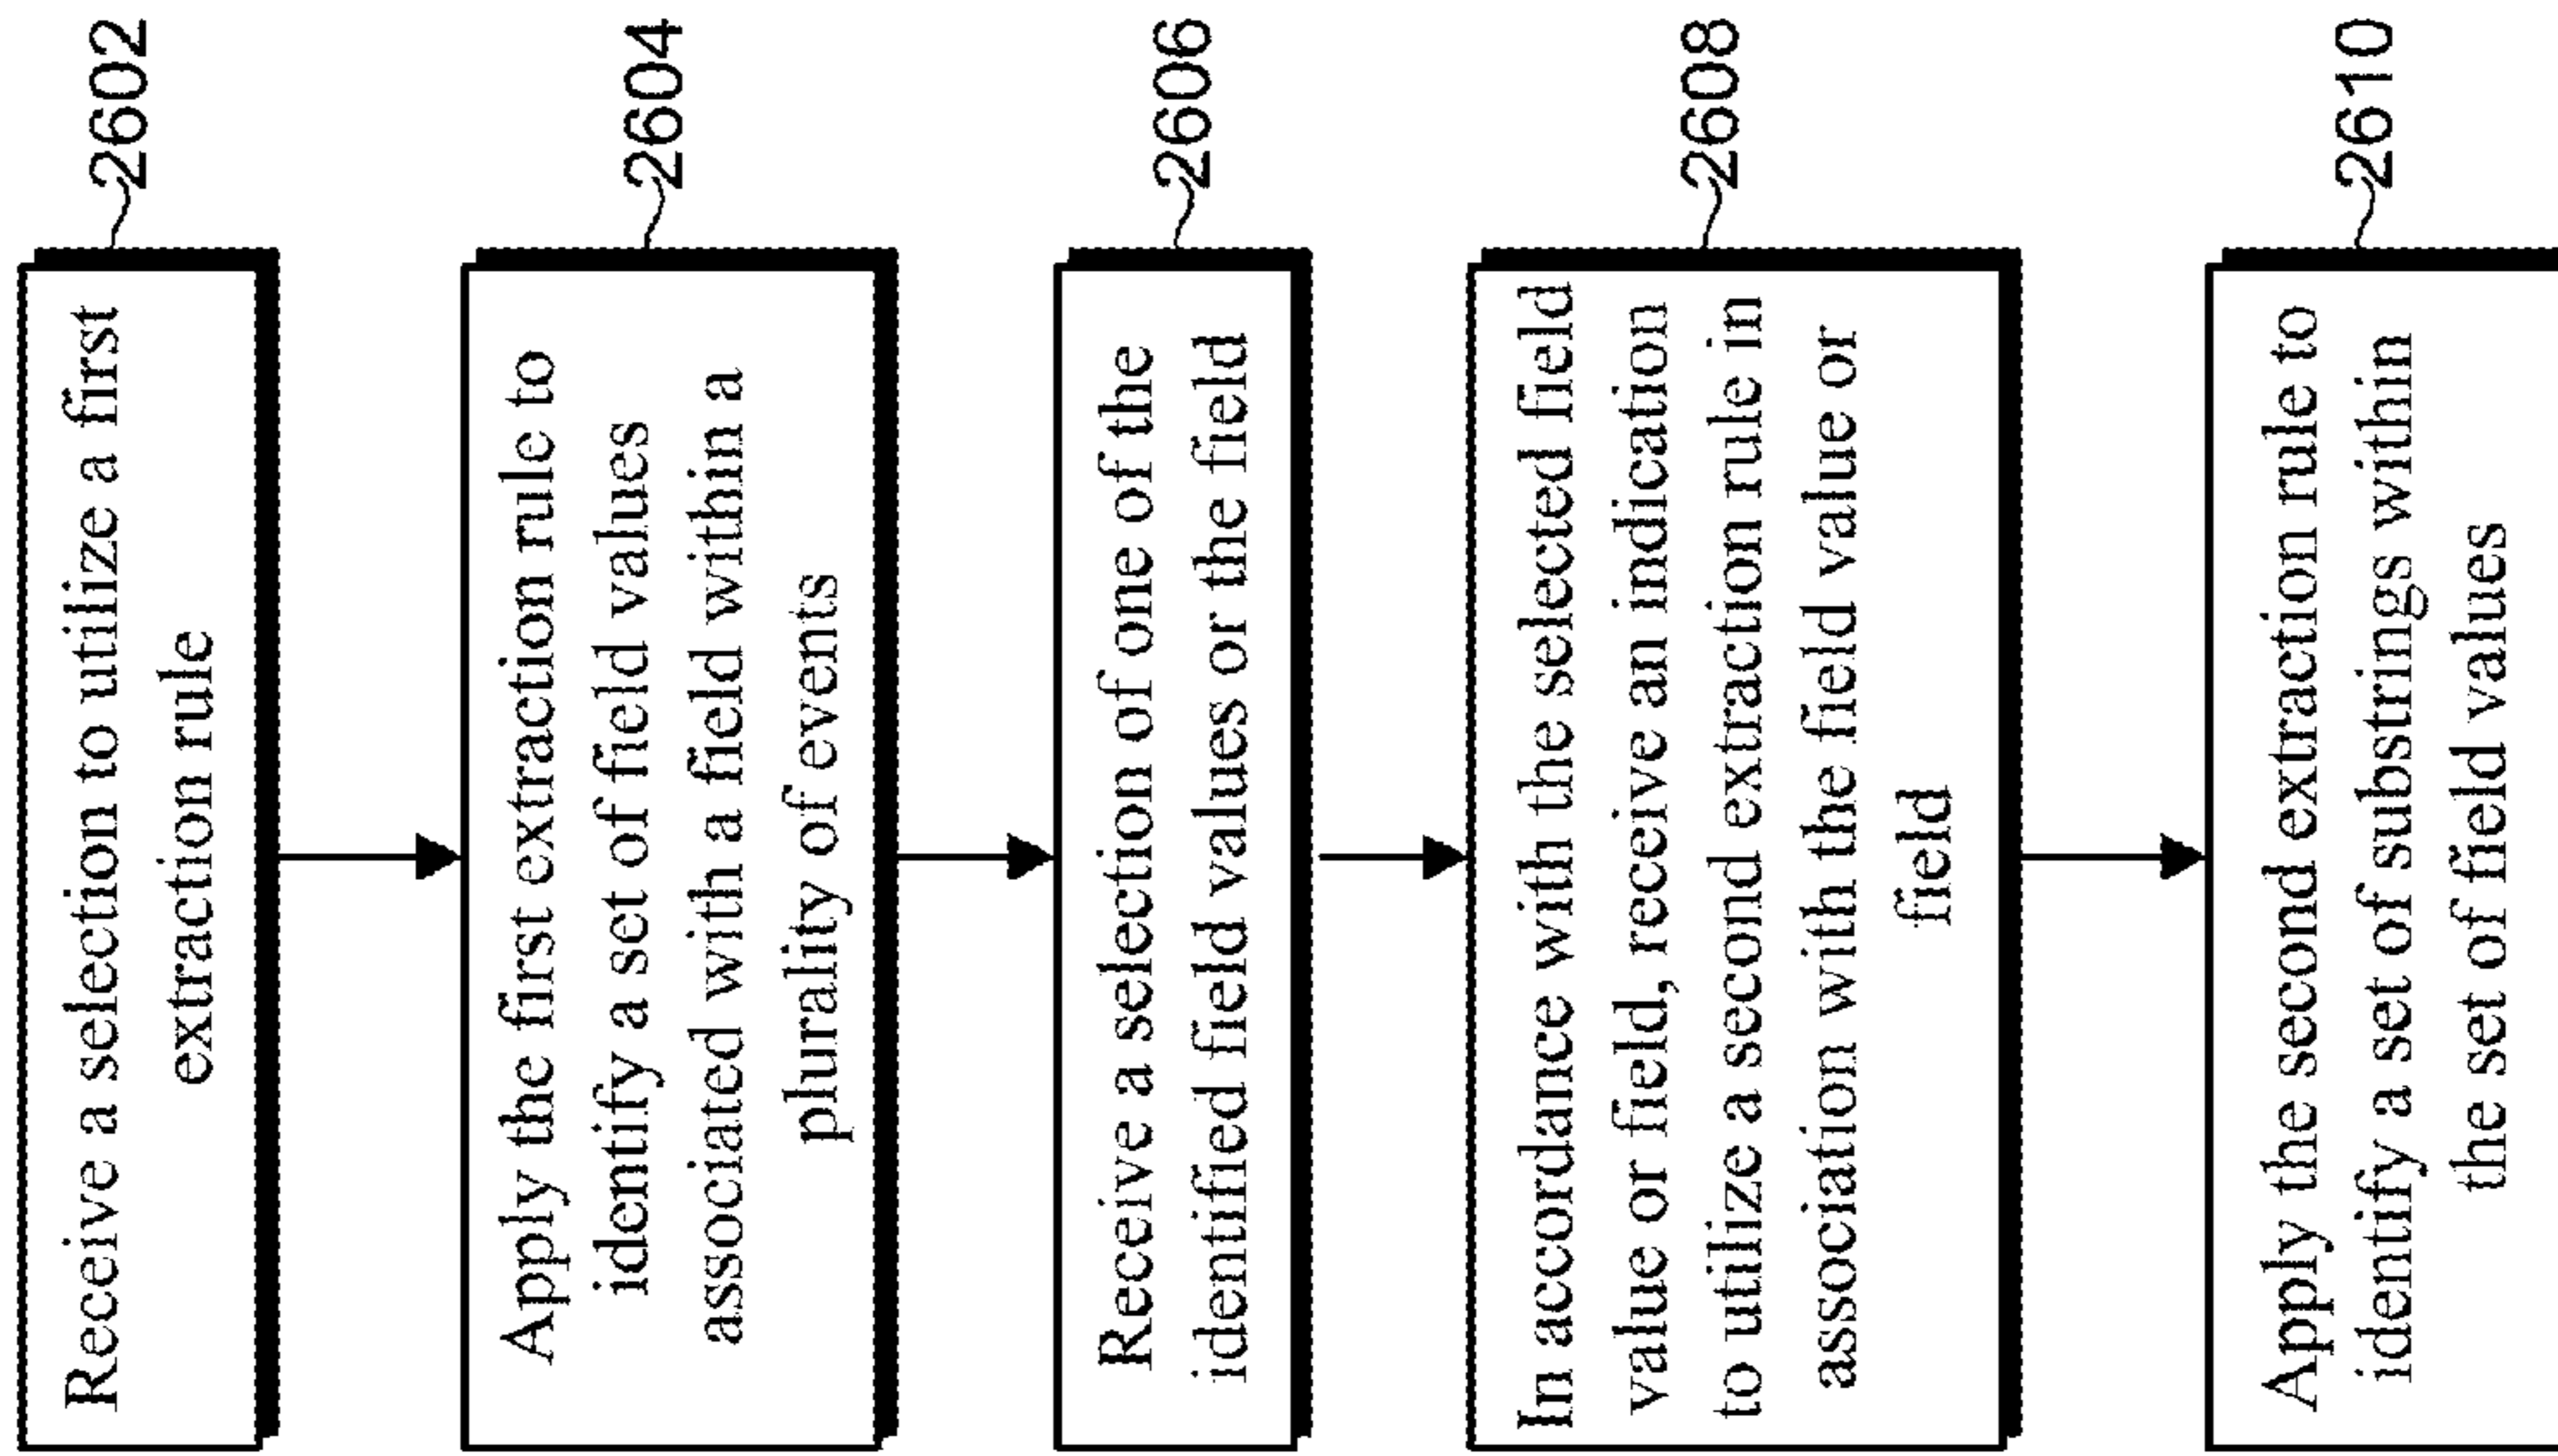 Receive a selection to utilize a first
extraction rule
2602
Apply the first extraction rule to
identify a set of field values
associated with a field within a
plurality of events
2604
Receive a selection of one of the
identified field values or the field
2606
In accordance with the selected field
value or field, receive an indication
to utilize a second extraction rule in
association with the field value or
field
2608
Apply the second extraction rule to
identify a set of substrings within
the set of field values
2610